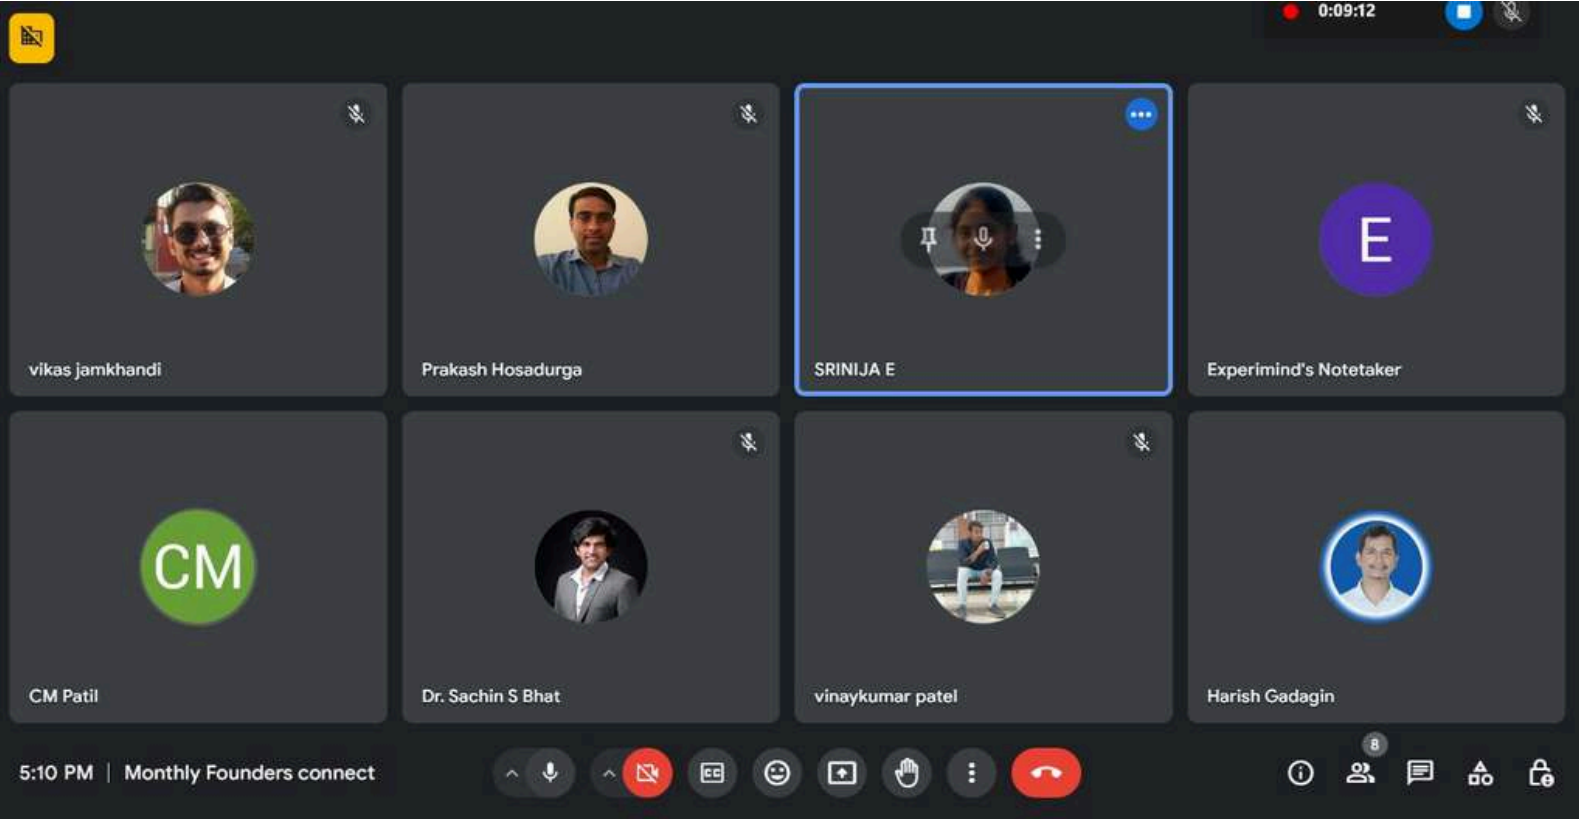 0:09:12
vikas jamkhandi
Prakash Hosadurga
SRINIJA E
E
Experimind's Notetaker
CM
CM Patil
Dr. Sachin S Bhat
vinaykumar patel
Harish Gadagin
5:10 PM | Monthly Founders connect
CC
8